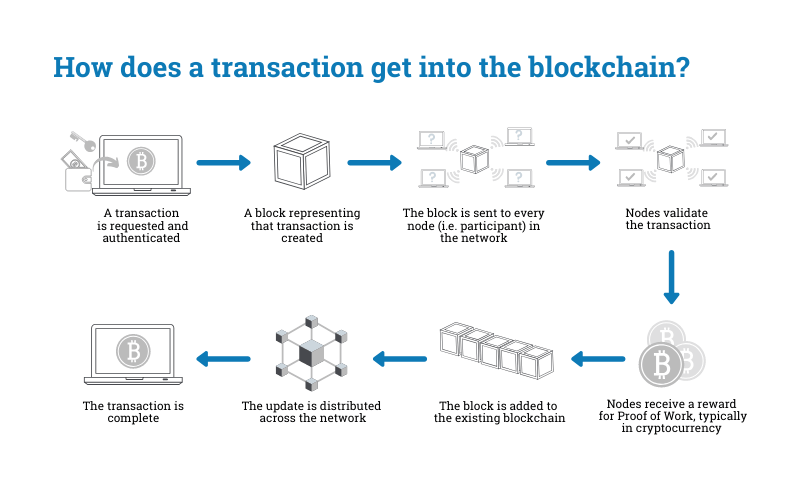 How does a transaction get into the blockchain?
A transaction
is requested and
authenticated
A block representing
that transaction is
created
The block is sent to every
node (i.e. participant) in
the network
Nodes validate
the transaction
Nodes receive a reward
for Proof of Work, typically
in cryptocurrency
The block is added to
the existing blockchain
The update is distributed
across the network
The transaction is
complete